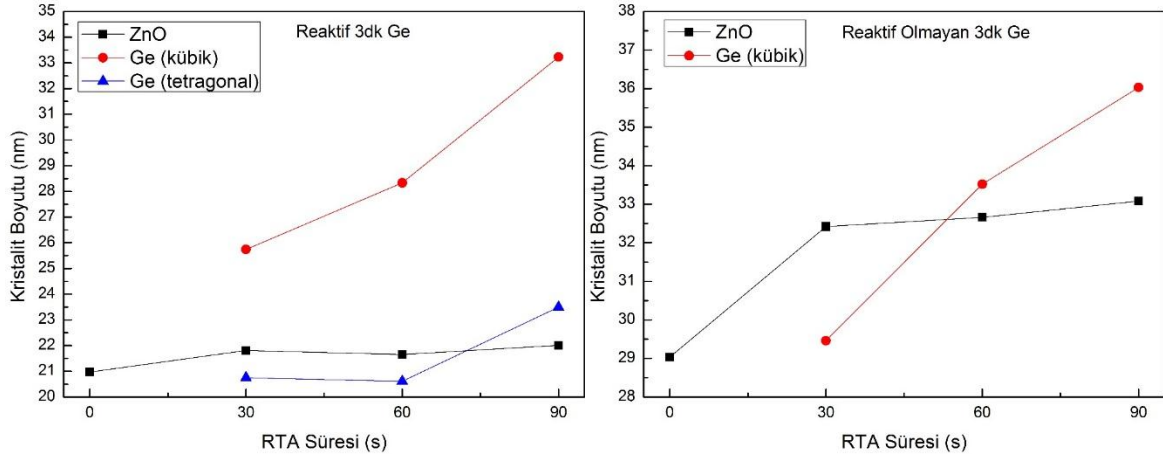 Reaktif 3dk Ge
ZnO
Ge (kübik)
Ge (tetragonal)
Kristalit Boyutu (nm)
35
34
33
32
31
30
29
28
27
26
25
24
23
22
21
20
0 30 60 90
RTA Süresi (s)
Reaktif Olmayan 3dk Ge
ZnO
Ge (kübik)
Kristalit Boyutu (nm)
38
37
36
35
34
33
32
31
30
29
28
0 30 60 90
RTA Süresi (s)